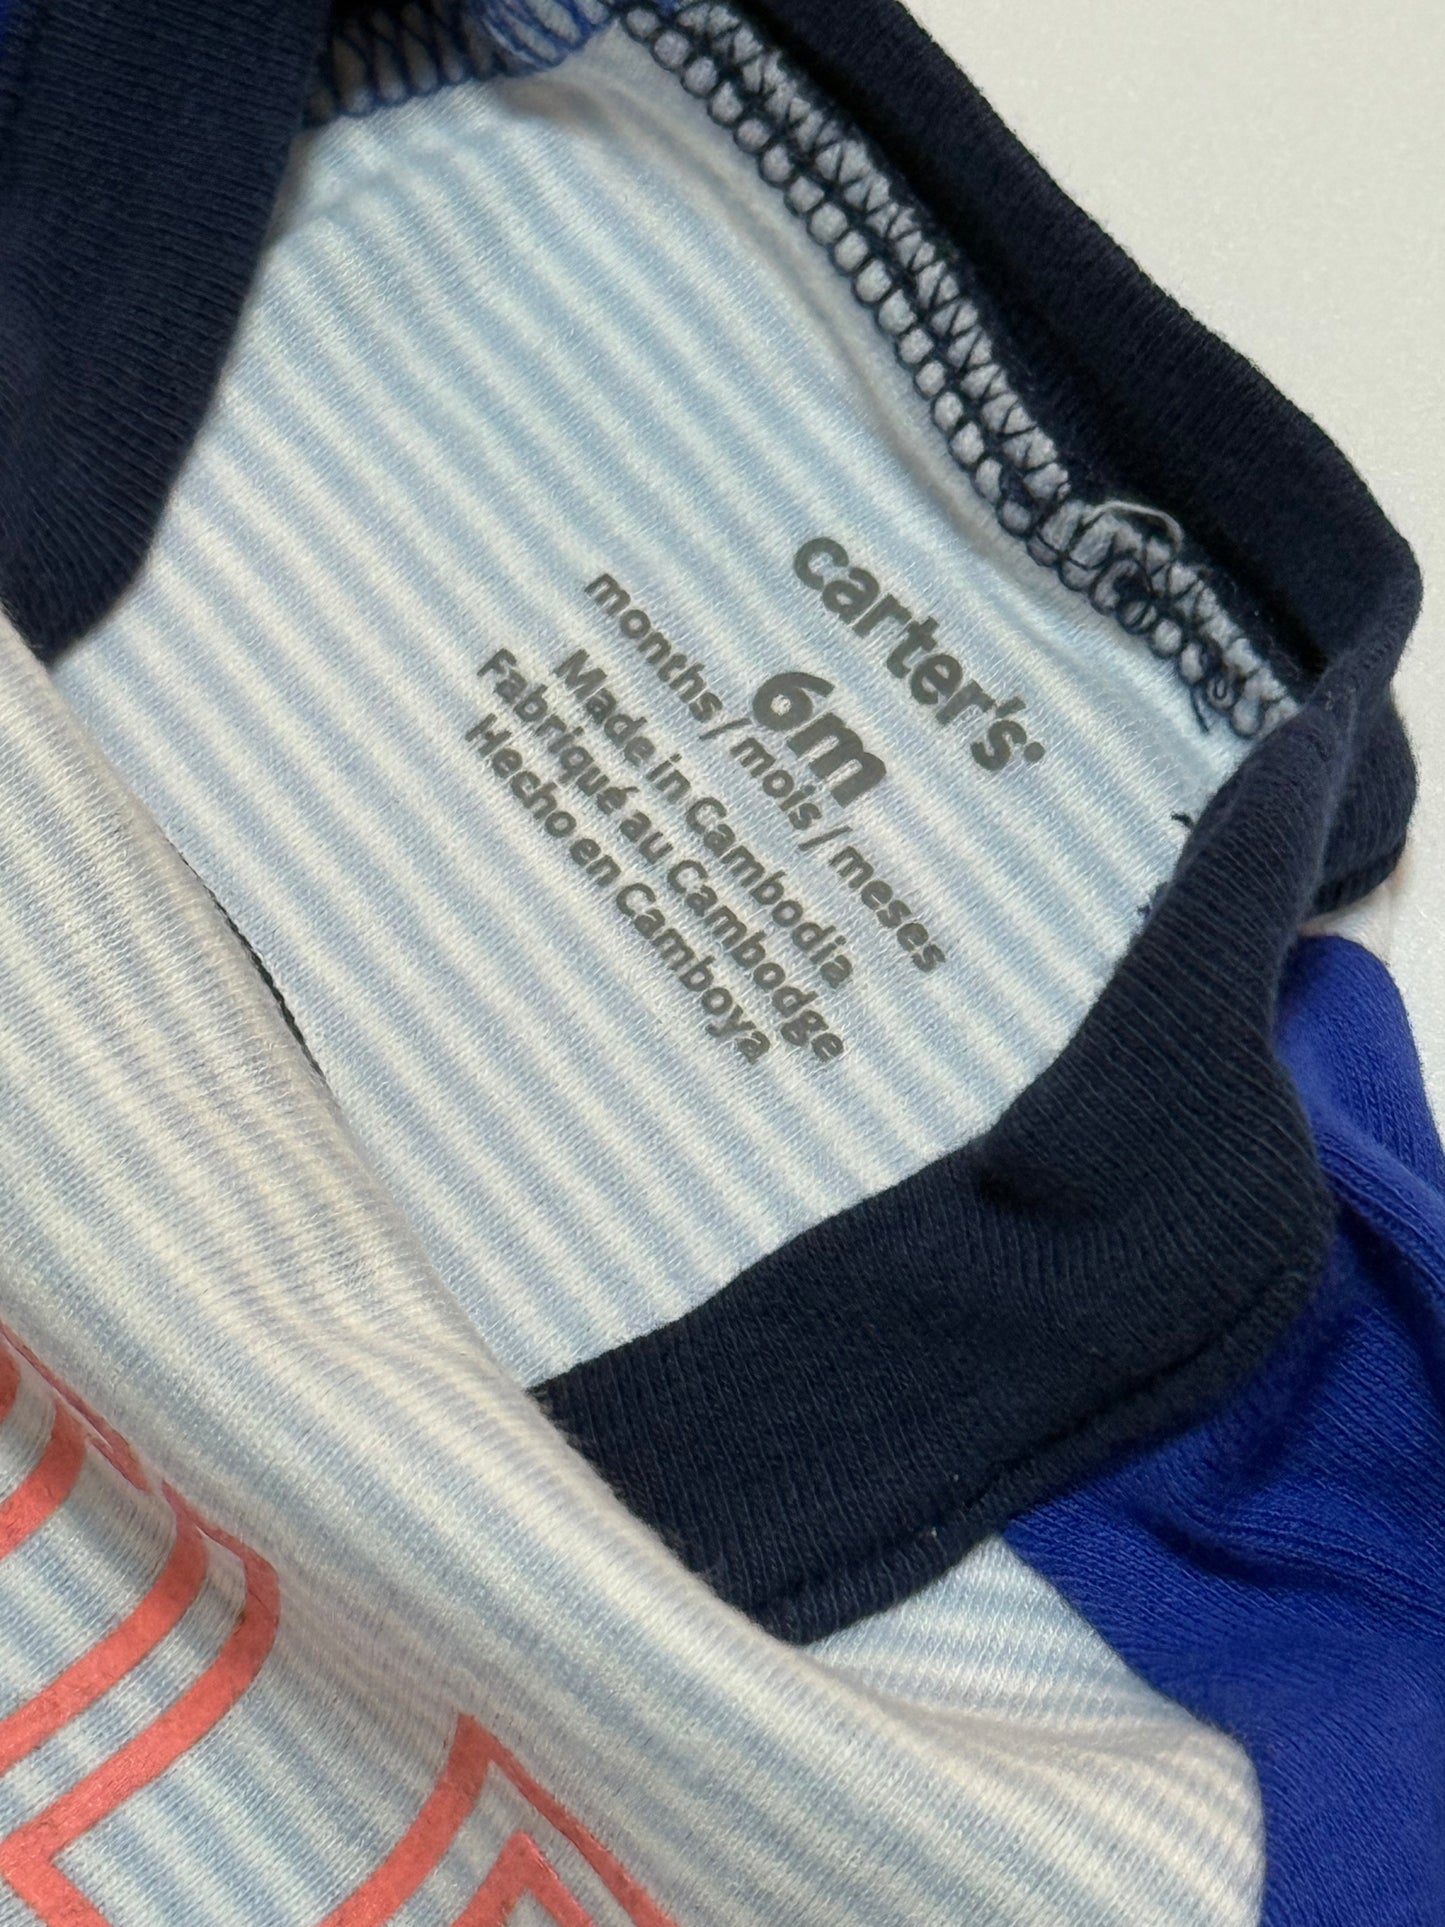 carter's
6m
months / mois / meses
Made in Cambodia
Fabriqué au Cambodge
Hecho en Camboya